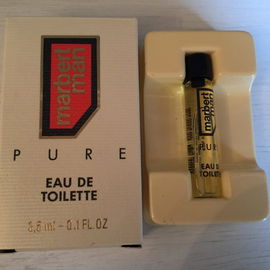 marbert
man
PURE
EAU DE
TOILETTE
3,5 ml - 0.1 FL.OZ
marbert
man
PURE
EAU DE
TOILETTE